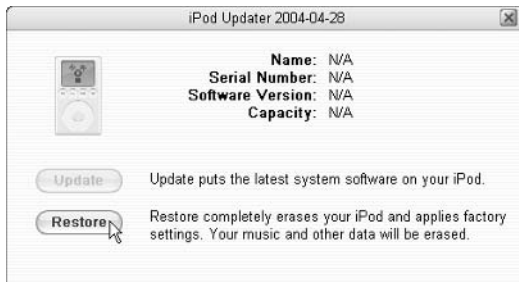 iPod Updater 2004-04-28
Name: N/A
Serial Number: N/A
Software Version: N/A
Capacity: N/A
Update
Update puts the latest system software on your iPod.
Restore
Restore completely erases your iPod and applies factory
settings. Your music and other data will be erased.